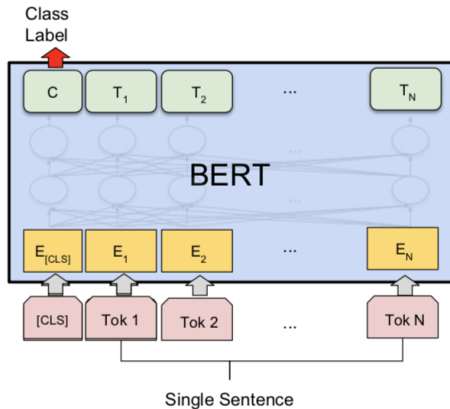 Class
Label
C T1 T2 ... TN
BERT
E[CLS] E1 E2 ... EN
[CLS] Tok 1 Tok 2 ... Tok N
Single Sentence